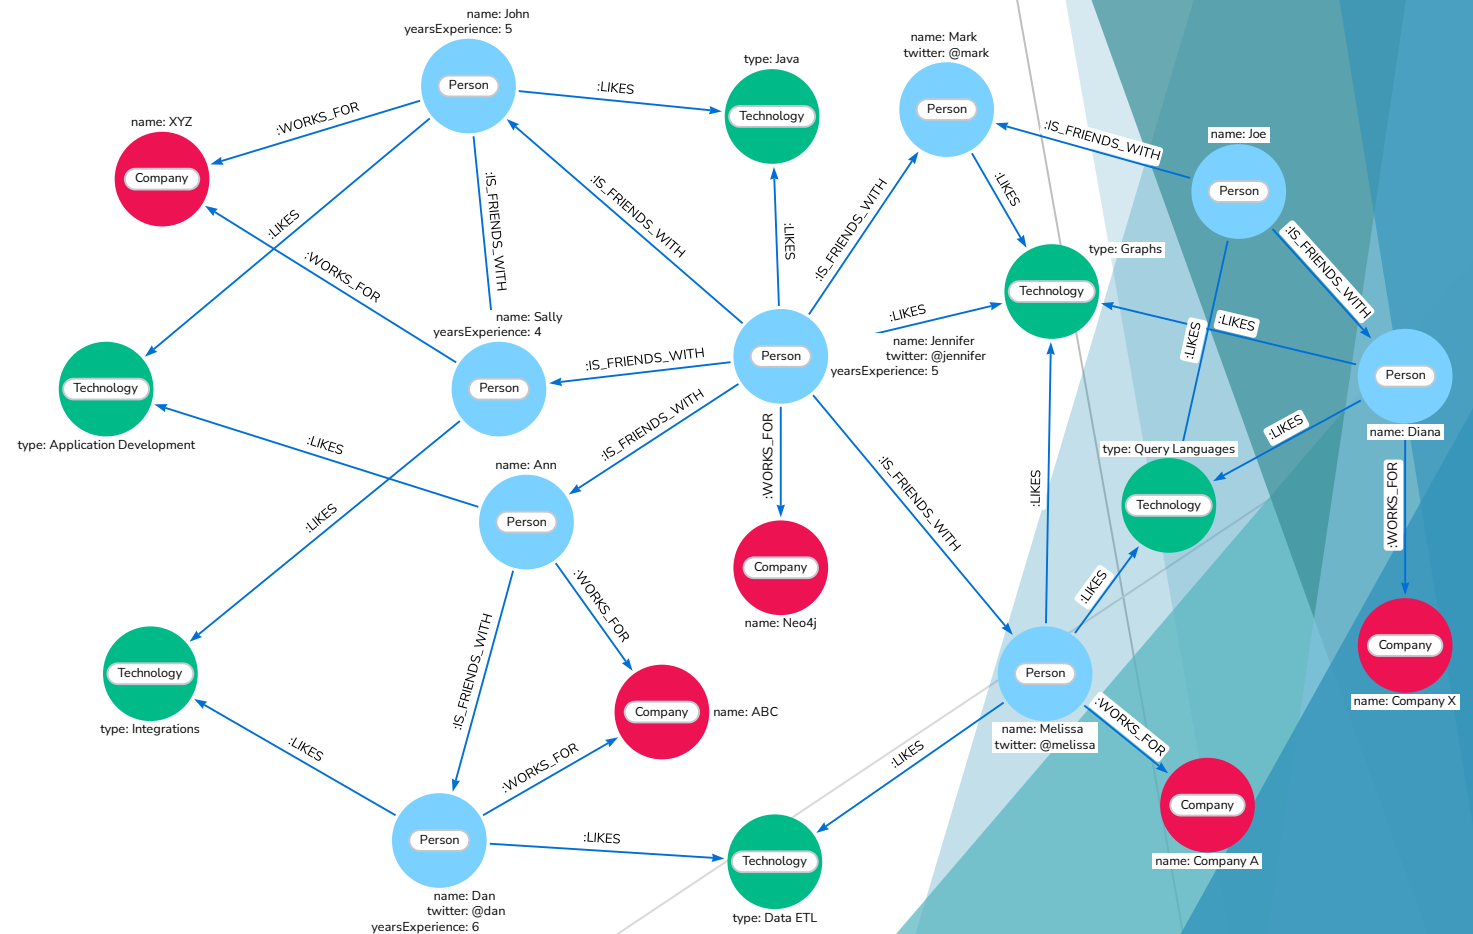 name: John
yearsExperience: 5
Person
name: Mark
twitter: @mark
Person
type: Java
Technology
:LIKES
:WORKS_FOR
name: XYZ
Company
name: Joe
Person
:IS_FRIENDS_WITH
:IS_FRIENDS_WITH
:IS_FRIENDS_WITH
:IS_FRIENDS_WITH
:LIKES
:LIKES
:LIKES
:IS_FRIENDS_WITH
type: Graphs
Technology
:WORKS_FOR
name: Sally
yearsExperience: 4
Person
:LIKES
:LIKES
:LIKES
name: Jennifer
twitter: @jennifer
yearsExperience: 5
Person
:IS_FRIENDS_WITH
:IS_FRIENDS_WITH
Technology
type: Application Development
:LIKES
Person
name: Diana
:LIKES
type: Query Languages
Technology
name: Ann
Person
:WORKS_FOR
:IS_FRIENDS_WITH
:LIKES
:LIKES
:WORKS_FOR
Company
name: Neo4j
:WORKS_FOR
:LIKES
:IS_FRIENDS_WITH
Technology
type: Integrations
Company
name: ABC
Person
name: Melissa
twitter: @melissa
Company
name: Company X
:WORKS_FOR
:LIKES
:WORKS_FOR
:LIKES
Company
name: Company A
Person
name: Dan
twitter: @dan
yearsExperience: 6
:LIKES
Technology
type: Data ETL